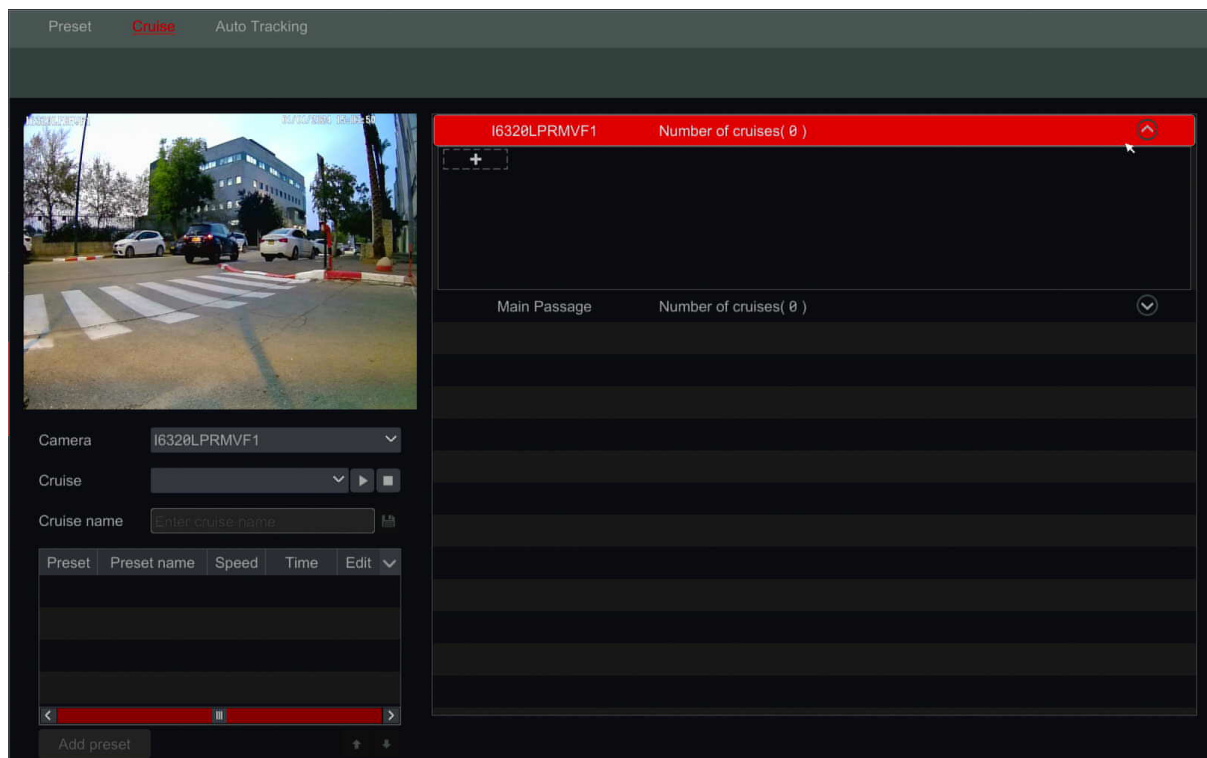 Preset Cruise Auto Tracking
I6320LPRMVF1 Number of cruises( 0 )
+
Main Passage Number of cruises( 0 )
Camera I6320LPRMVF1
Cruise
Cruise name Enter cruise name
Preset Preset name Speed Time Edit
Add preset